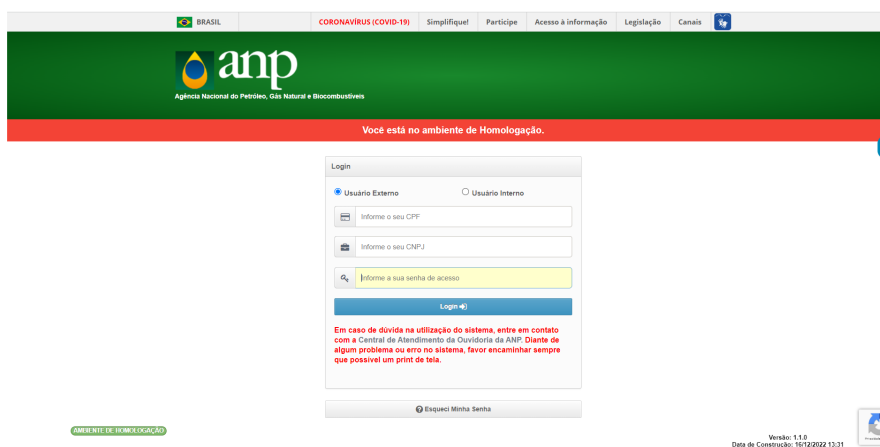 BRASIL
CORONAVÍRUS (COVID-19) Simplifique! Participe Acesso à informação Legislação Canais
anp
Agência Nacional do Petróleo, Gás Natural e Biocombustíveis
Você está no ambiente de Homologação.
Login
Usuário Externo Usuário Interno
Informe o seu CPF
Informe o seu CNPJ
Informe a sua senha de acesso
Login
Em caso de dúvida na utilização do sistema, entre em contato
com a Central de Atendimento da Ouvidoria da ANP. Diante de
algum problema ou erro no sistema, favor encaminhar sempre
que possível um print de tela.
Esqueci Minha Senha
AMBIENTE DE HOMOLOGAÇÃO
Versão: 1.1.0
Data de Construção: 16/12/2022 13:31